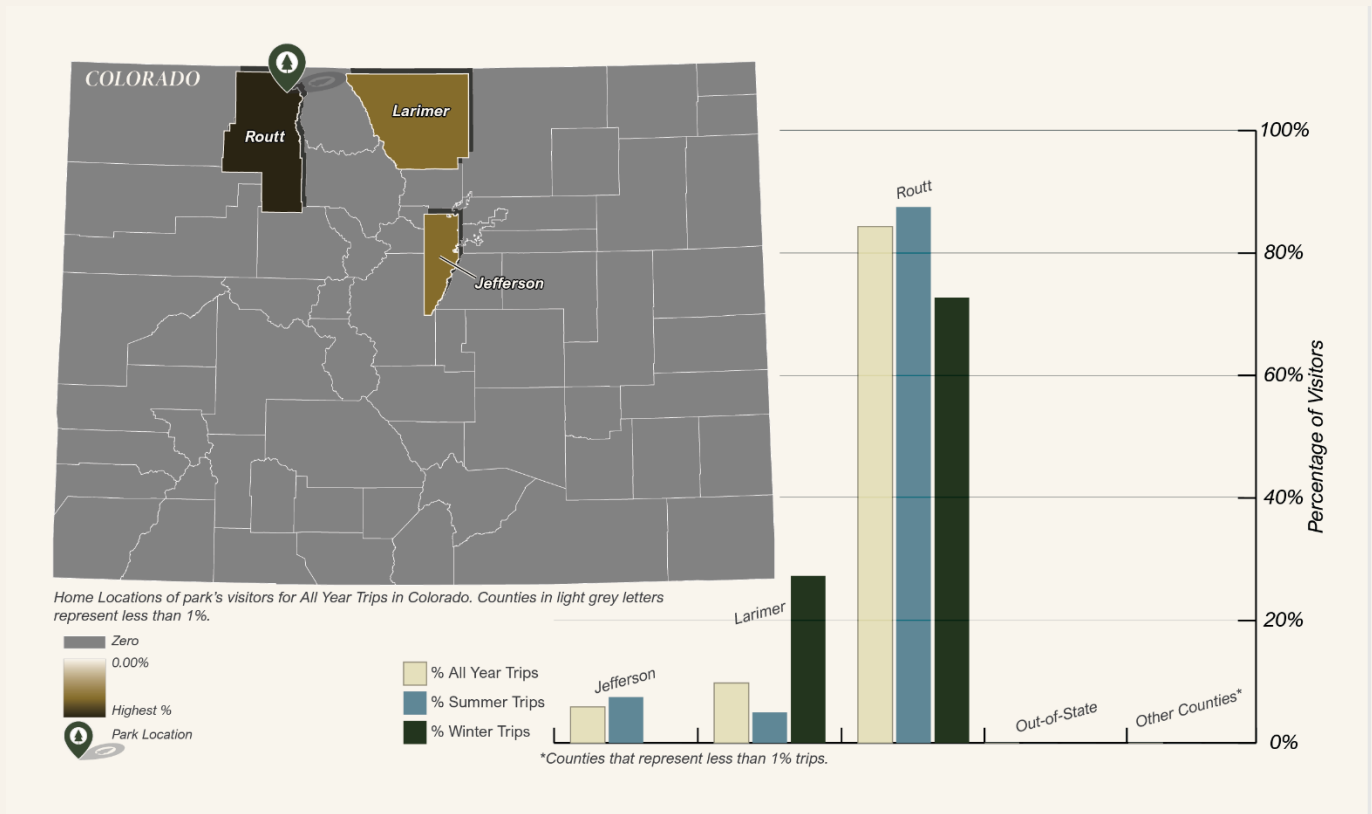 COLORADO
Routt
Larimer
Jefferson
Home Locations of park's visitors for All Year Trips in Colorado. Counties in light grey letters
represent less than 1%.
Zero
0.00%
Highest %
Park Location
% All Year Trips
% Summer Trips
% Winter Trips
Jefferson
Larimer
Routt
Out-of-State
Other Counties*
*Counties that represent less than 1% trips.
100%
80%
60%
40%
20%
0%
Percentage of Visitors